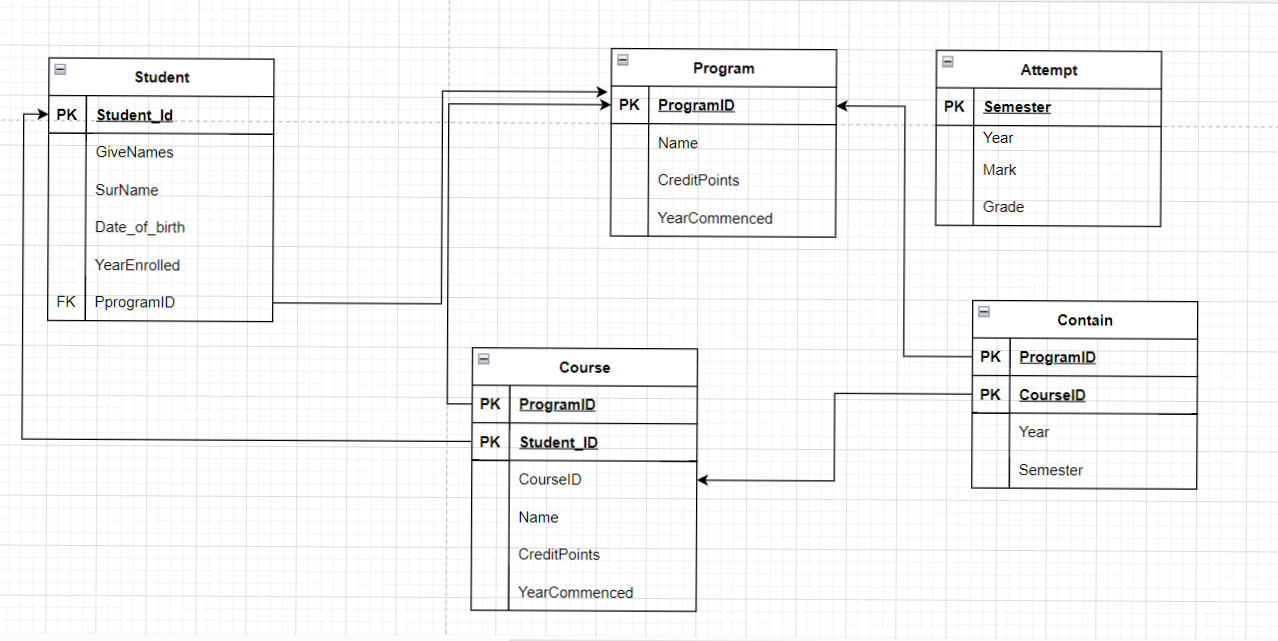 Student
PK Student_Id
GiveNames
SurName
Date_of_birth
YearEnrolled
FK PprogramID
Program
PK ProgramID
Name
CreditPoints
YearCommenced
Attempt
PK Semester
Year
Mark
Grade
Course
PK ProgramID
PK Student_ID
CourseID
Name
CreditPoints
YearCommenced
Contain
PK ProgramID
PK CourseID
Year
Semester